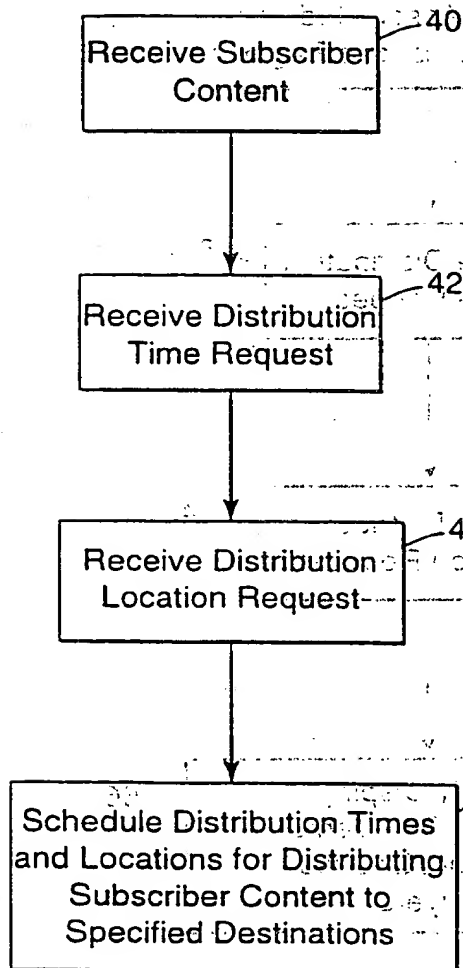 Receive Subscriber
Content
40
Receive Distribution
Time Request
42
Receive Distribution
Location Request
4
Schedule Distribution Times
and Locations for Distributing
Subscriber Content to
Specified Destinations